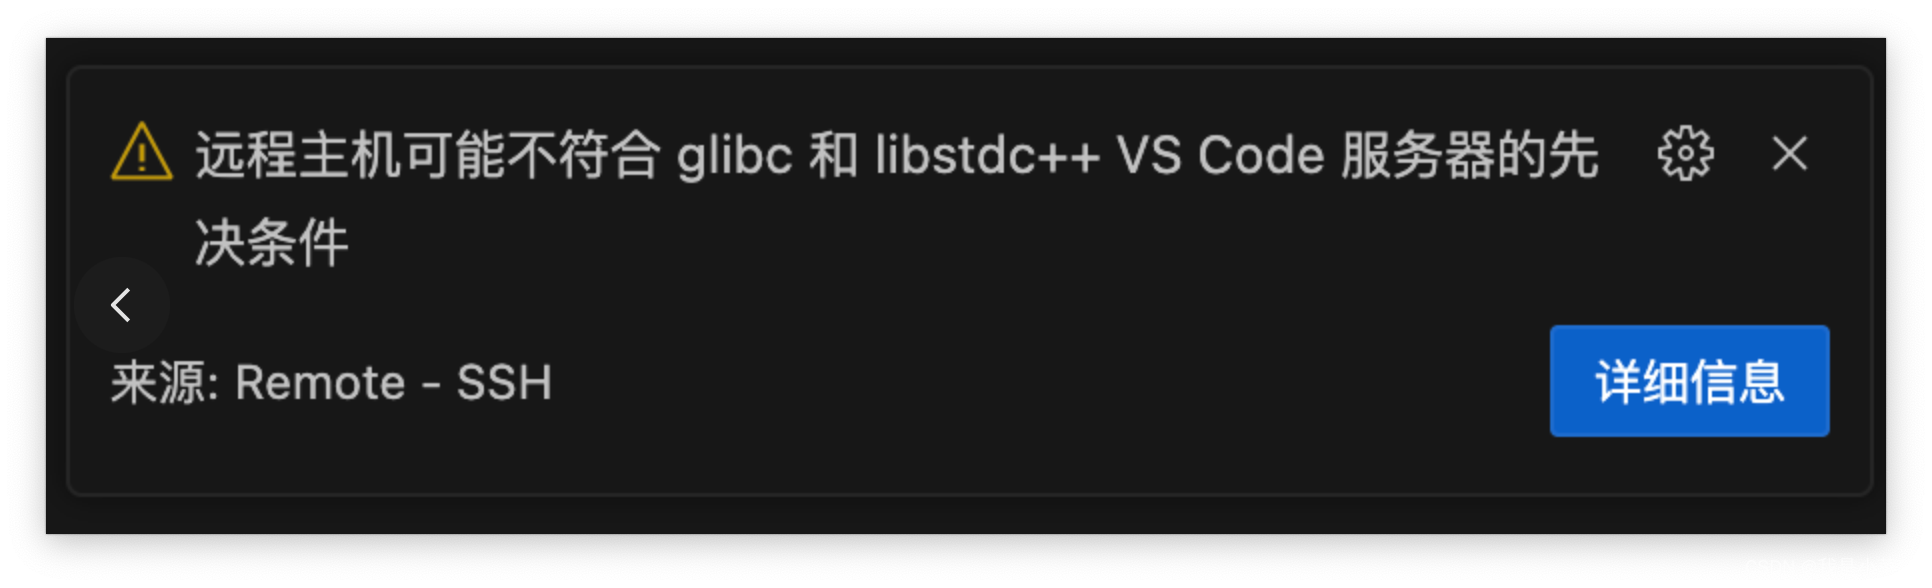 远程主机可能不符合 glibc 和 libstdc++ VS Code 服务器的先
决条件
来源: Remote - SSH
详细信息